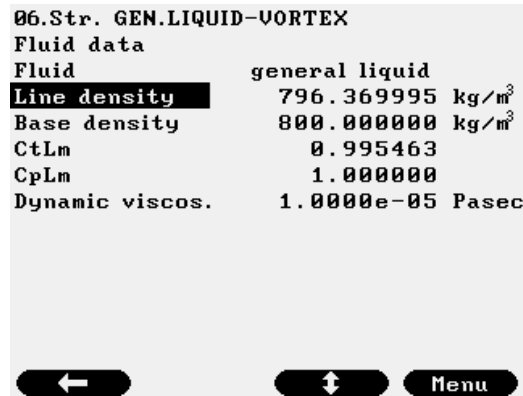 06.Str. GEN.LIQUID-VORTEX
Fluid data
Fluid general liquid
Line density 796.369995 kg/m³
Base density 800.000000 kg/m³
CtLm 0.995463
CpLm 1.000000
Dynamic viscos. 1.0000e-05 Pasec
Menu